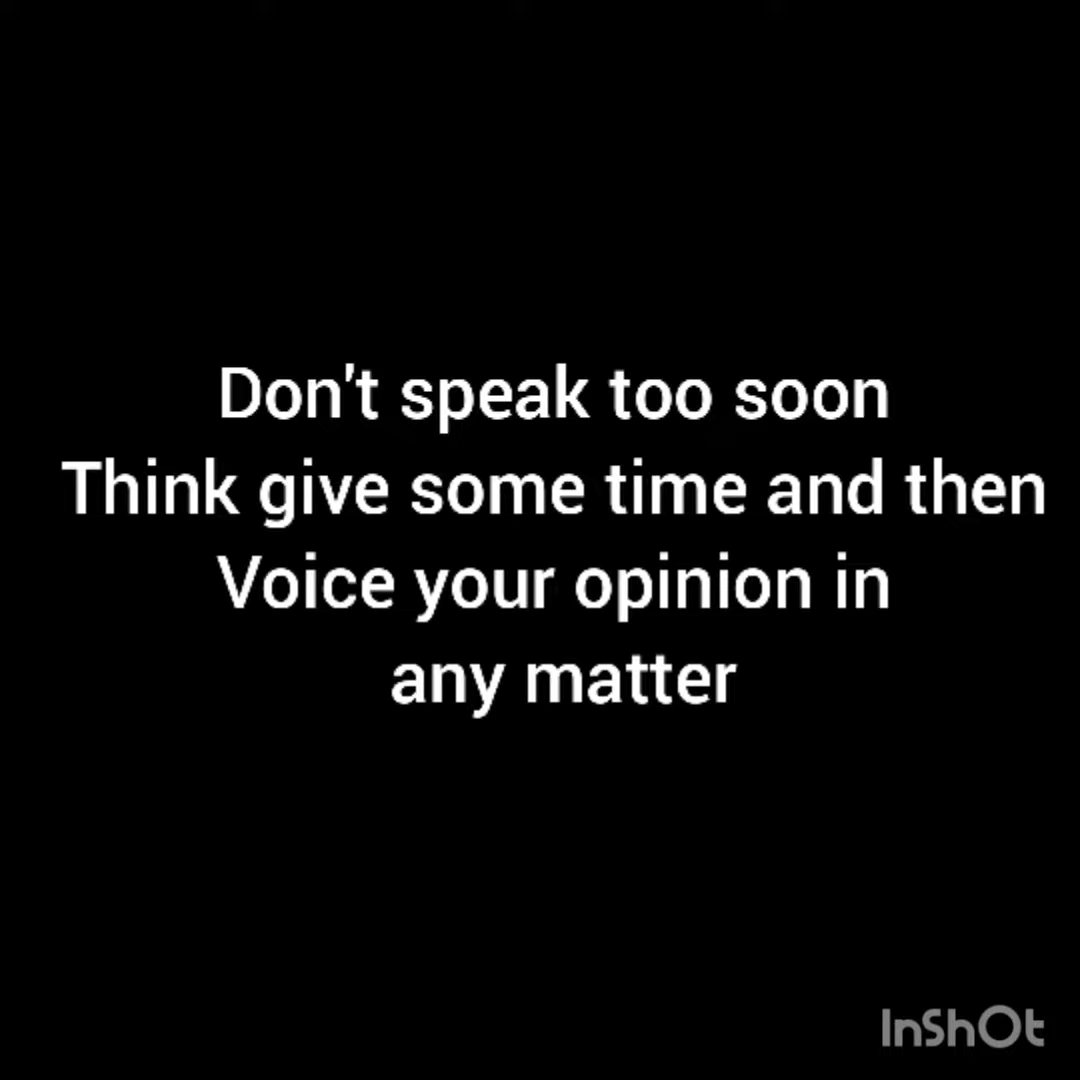 Don't speak too soon
Think give some time and then
Voice your opinion in
any matter
InShOt